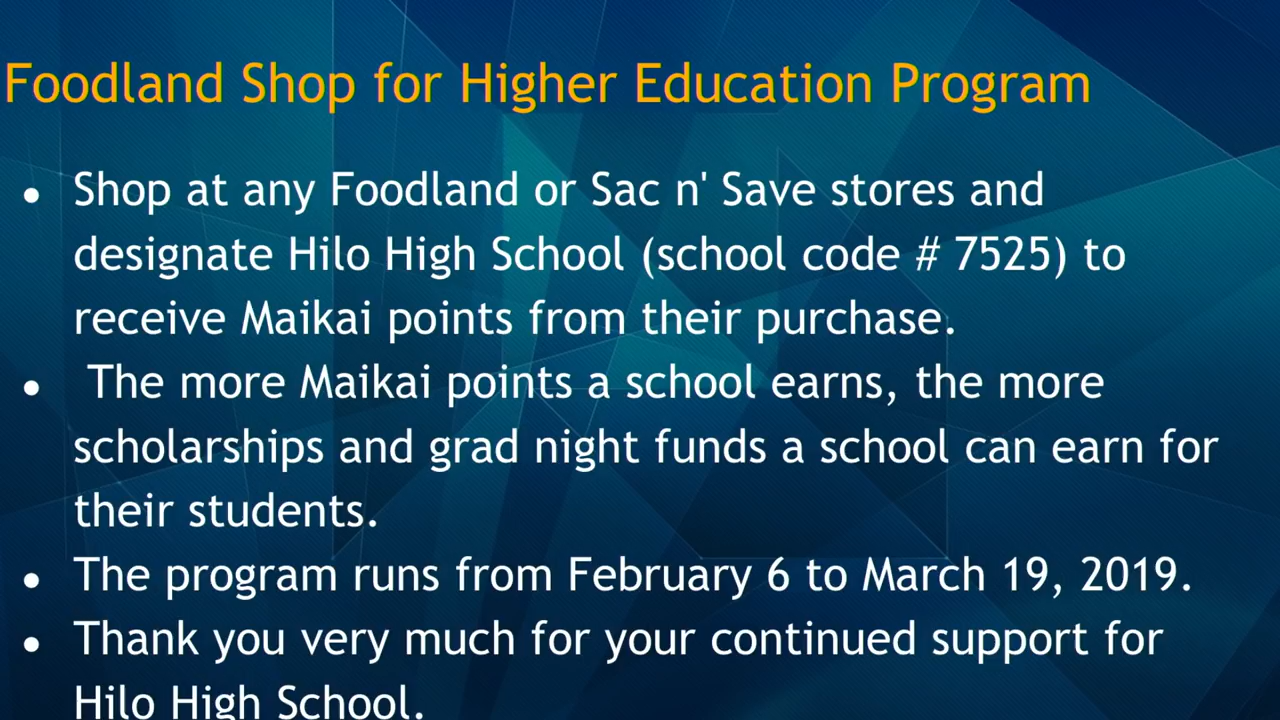 Foodland Shop for Higher Education Program
• Shop at any Foodland or Sac n' Save stores and
designate Hilo High School (school code # 7525) to
receive Maikai points from their purchase.
• The more Maikai points a school earns, the more
scholarships and grad night funds a school can earn for
their students.
• The program runs from February 6 to March 19, 2019.
• Thank you very much for your continued support for
Hilo High School.